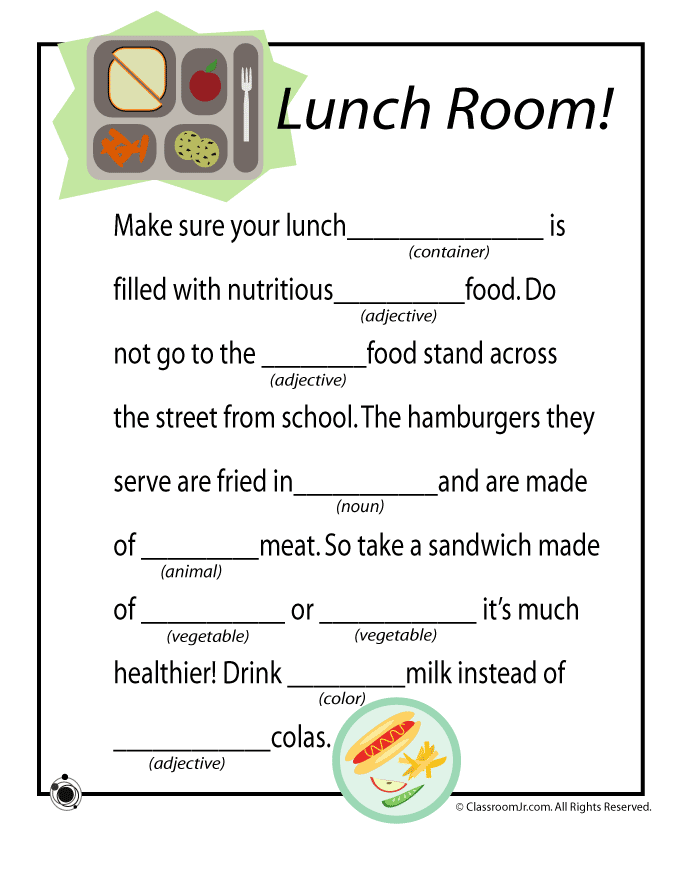 Lunch Room!
Make sure your lunch_______________ is
(container)
filled with nutritious__________food. Do
(adjective)
not go to the ________food stand across
(adjective)
the street from school. The hamburgers they
serve are fried in___________and are made
(noun)
of _________meat. So take a sandwich made
(animal)
of ___________ or ____________ it's much
(vegetable) (vegetable)
healthier! Drink _________milk instead of
(color)
____________colas.
(adjective)
© ClassroomJr.com. All Rights Reserved.